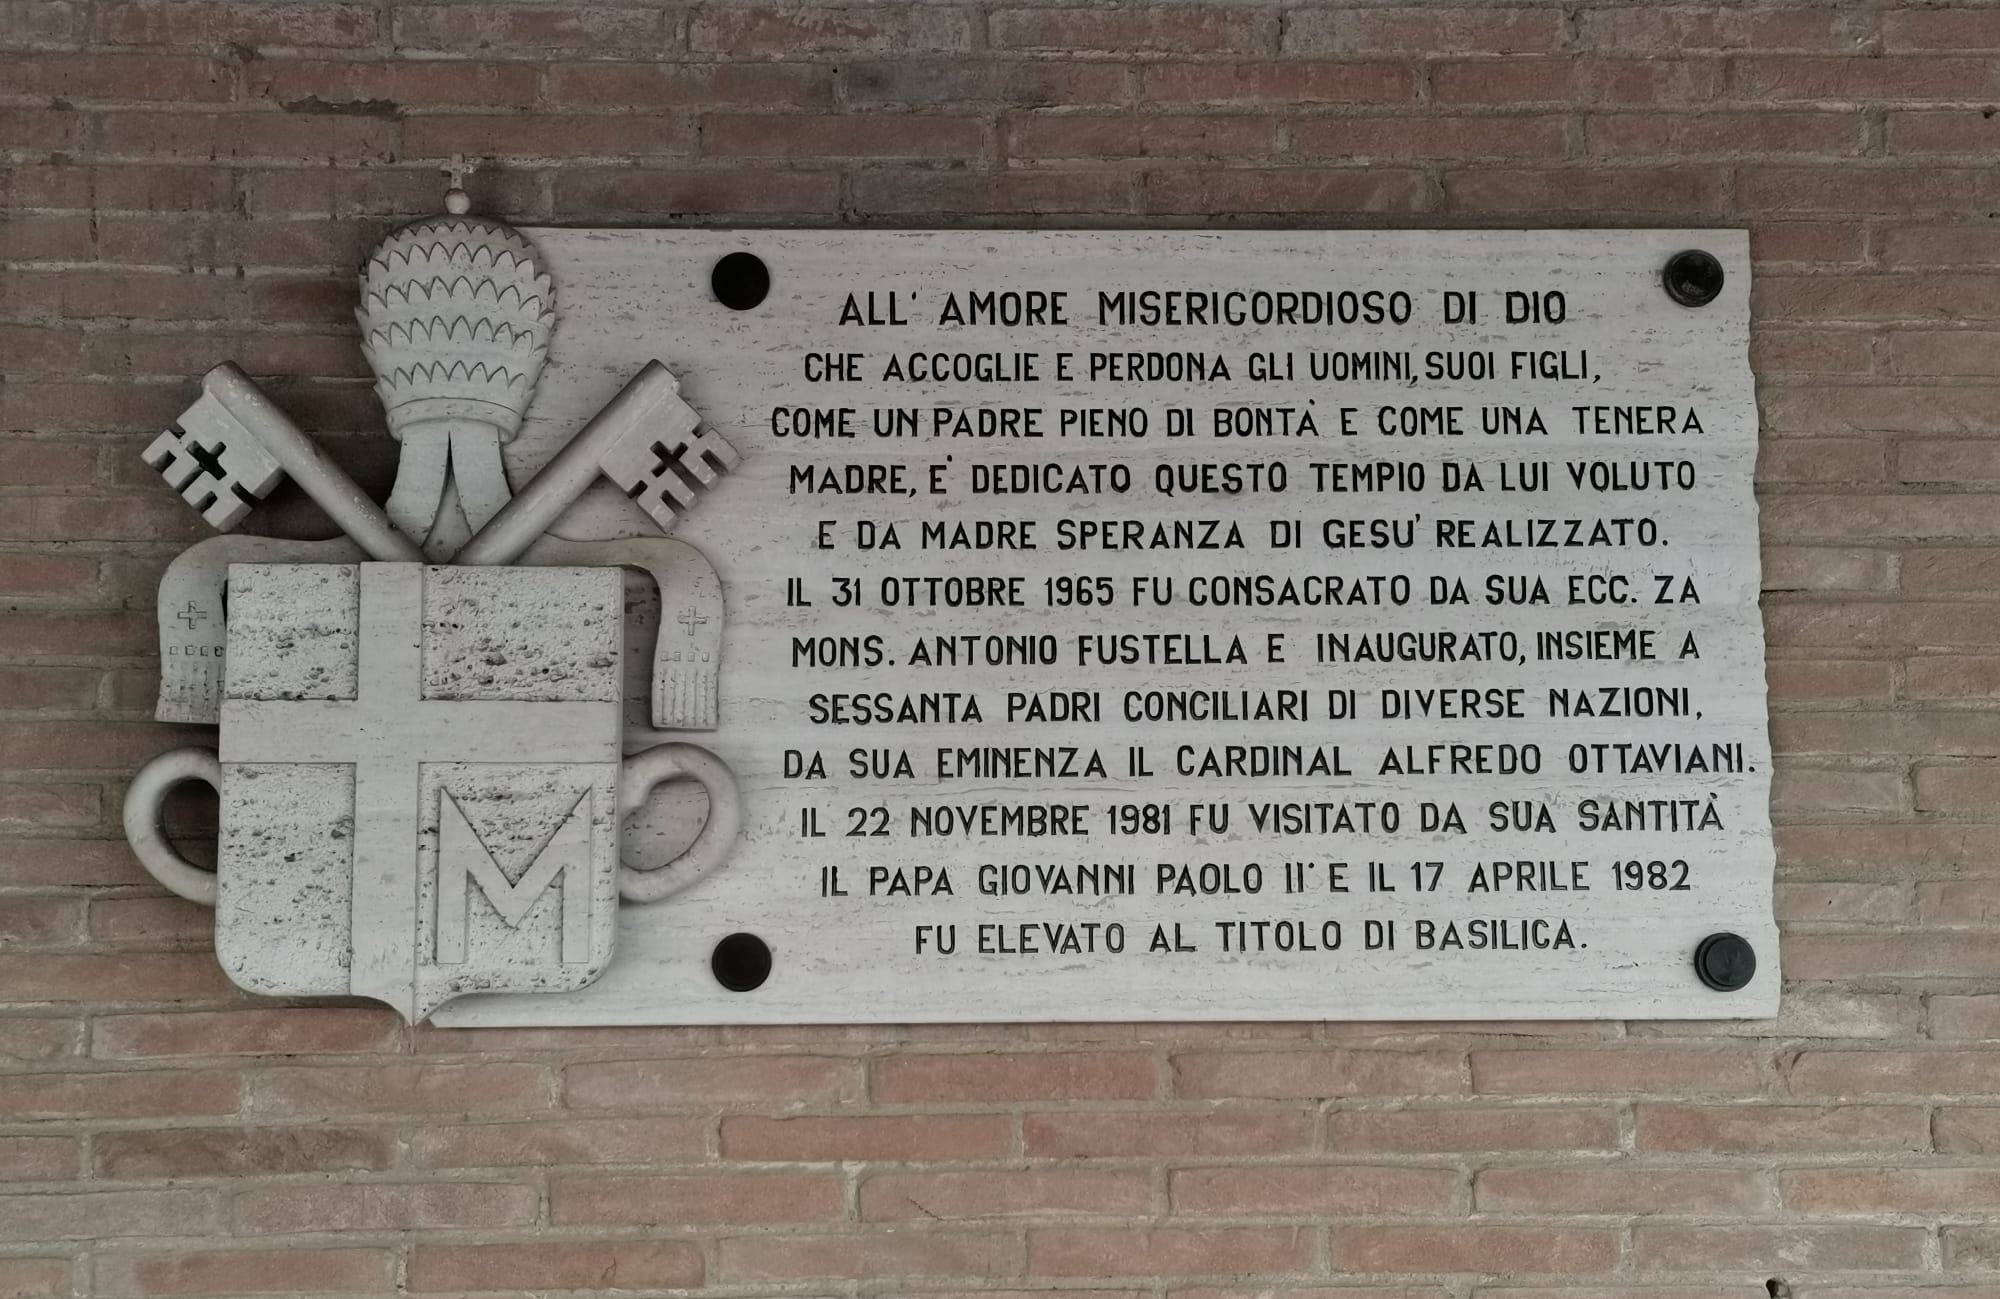 ALL' AMORE MISERICORDIOSO DI DIO
CHE ACCOGLIE E PERDONA GLI UOMINI, SUOI FIGLI,
COME UN PADRE PIENO DI BONTÀ E COME UNA TENERA
MADRE, E' DEDICATO QUESTO TEMPIO DA LUI VOLUTO
E DA MADRE SPERANZA DI GESU' REALIZZATO.
IL 31 OTTOBRE 1965 FU CONSACRATO DA SUA ECC. ZA
MONS. ANTONIO FUSTELLA E INAUGURATO, INSIEME A
SESSANTA PADRI CONCILIARI DI DIVERSE NAZIONI,
DA SUA EMINENZA IL CARDINAL ALFREDO OTTAVIANI.
IL 22 NOVEMBRE 1981 FU VISITATO DA SUA SANTITÀ
IL PAPA GIOVANNI PAOLO II° E IL 17 APRILE 1982
FU ELEVATO AL TITOLO DI BASILICA.
M